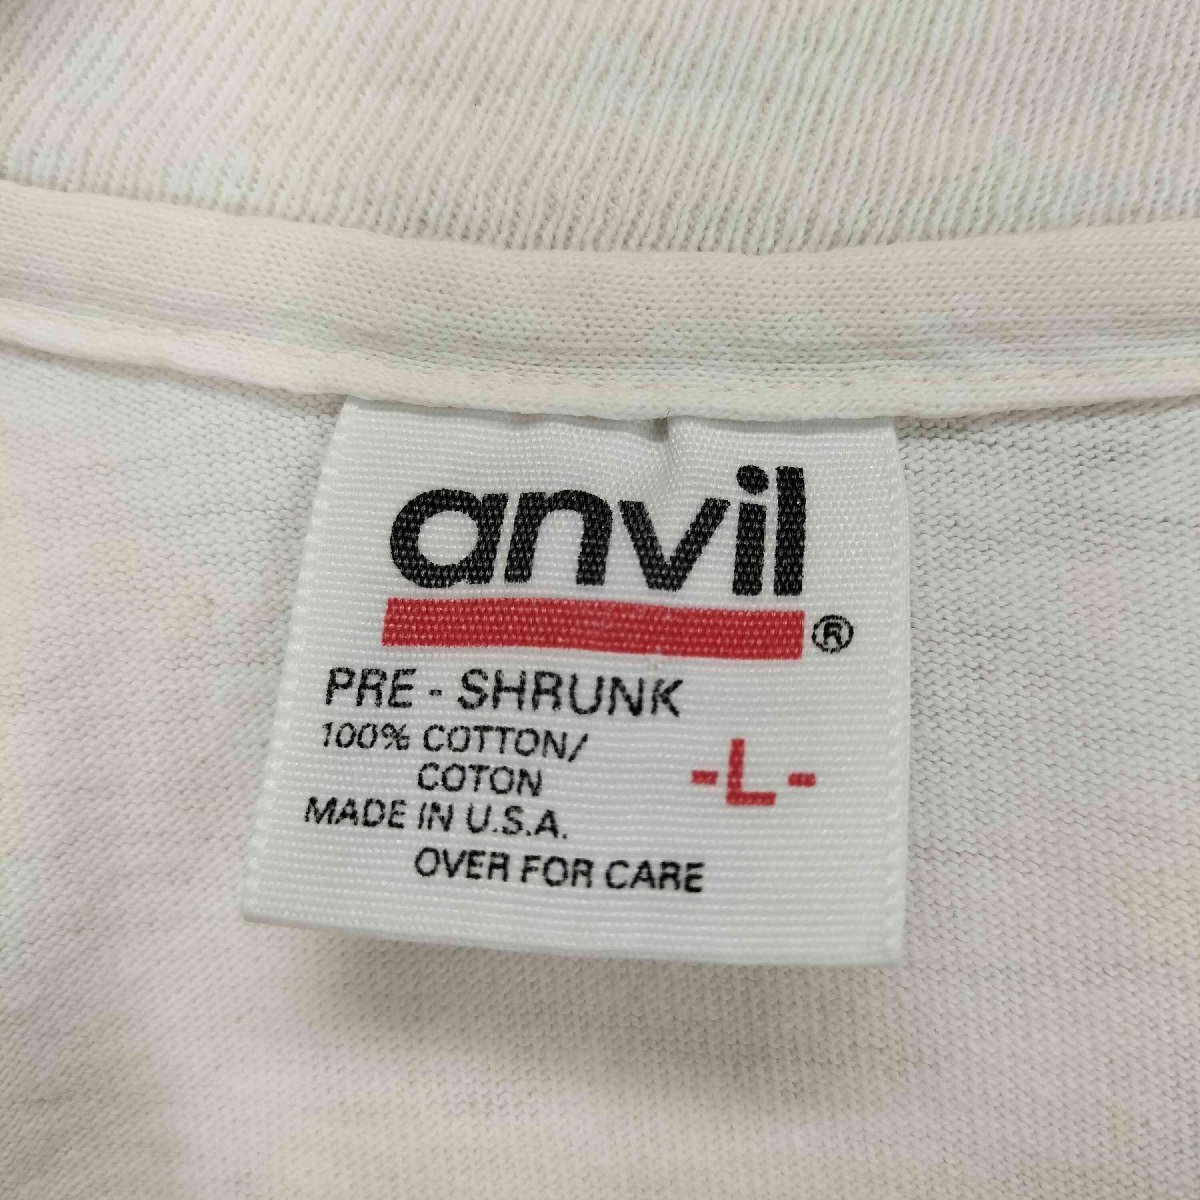 anvil®
PRE - SHRUNK
100% COTTON/
COTON
-L-
MADE IN U.S.A.
OVER FOR CARE